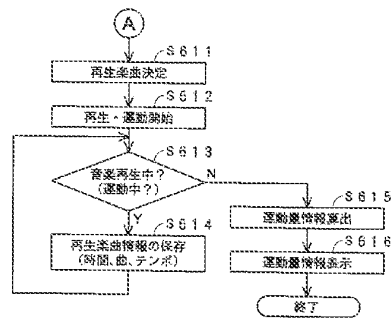 A
S611
再生楽曲決定
S612
再生・運動開始
S613
音楽再生中?
(運動中?)
N
Y
S614
再生楽曲情報の保存
(時間、曲、テンポ)
S615
運動量情報算出
S616
運動量情報表示
終了